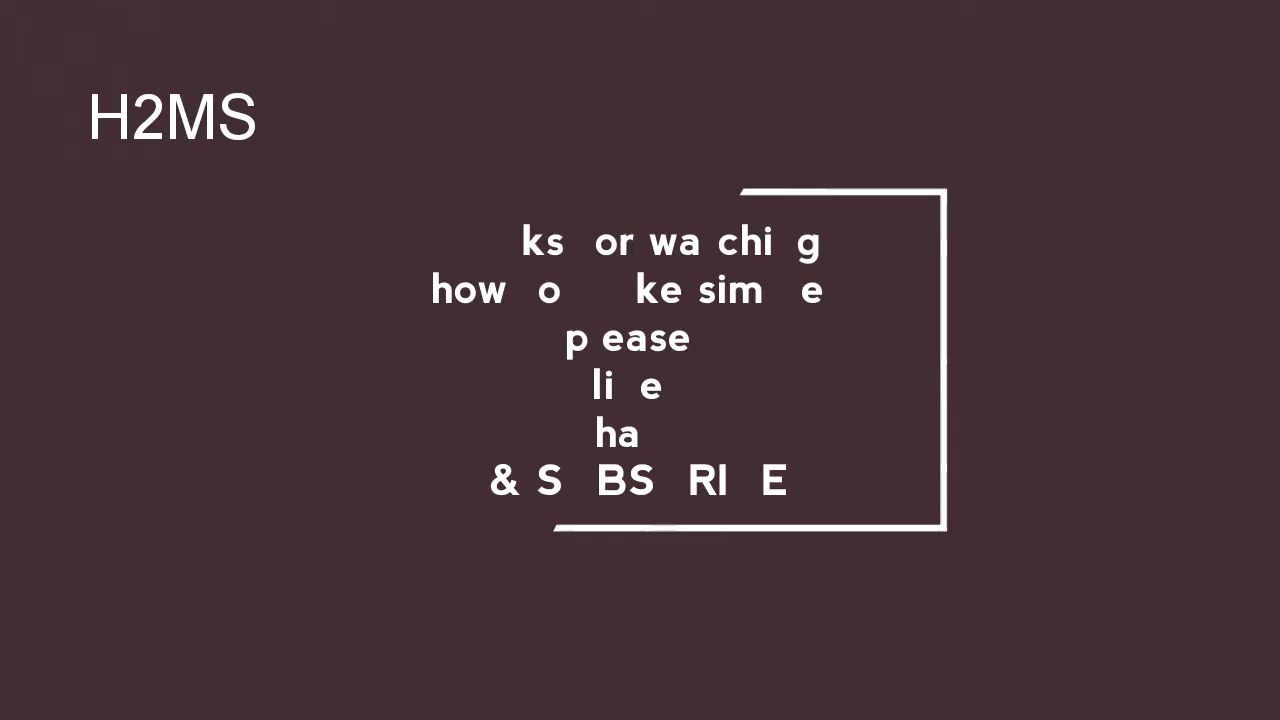 H2MS
ks or wa chi g
how o ke sim e
p ease
li e
ha
& S BS RI E